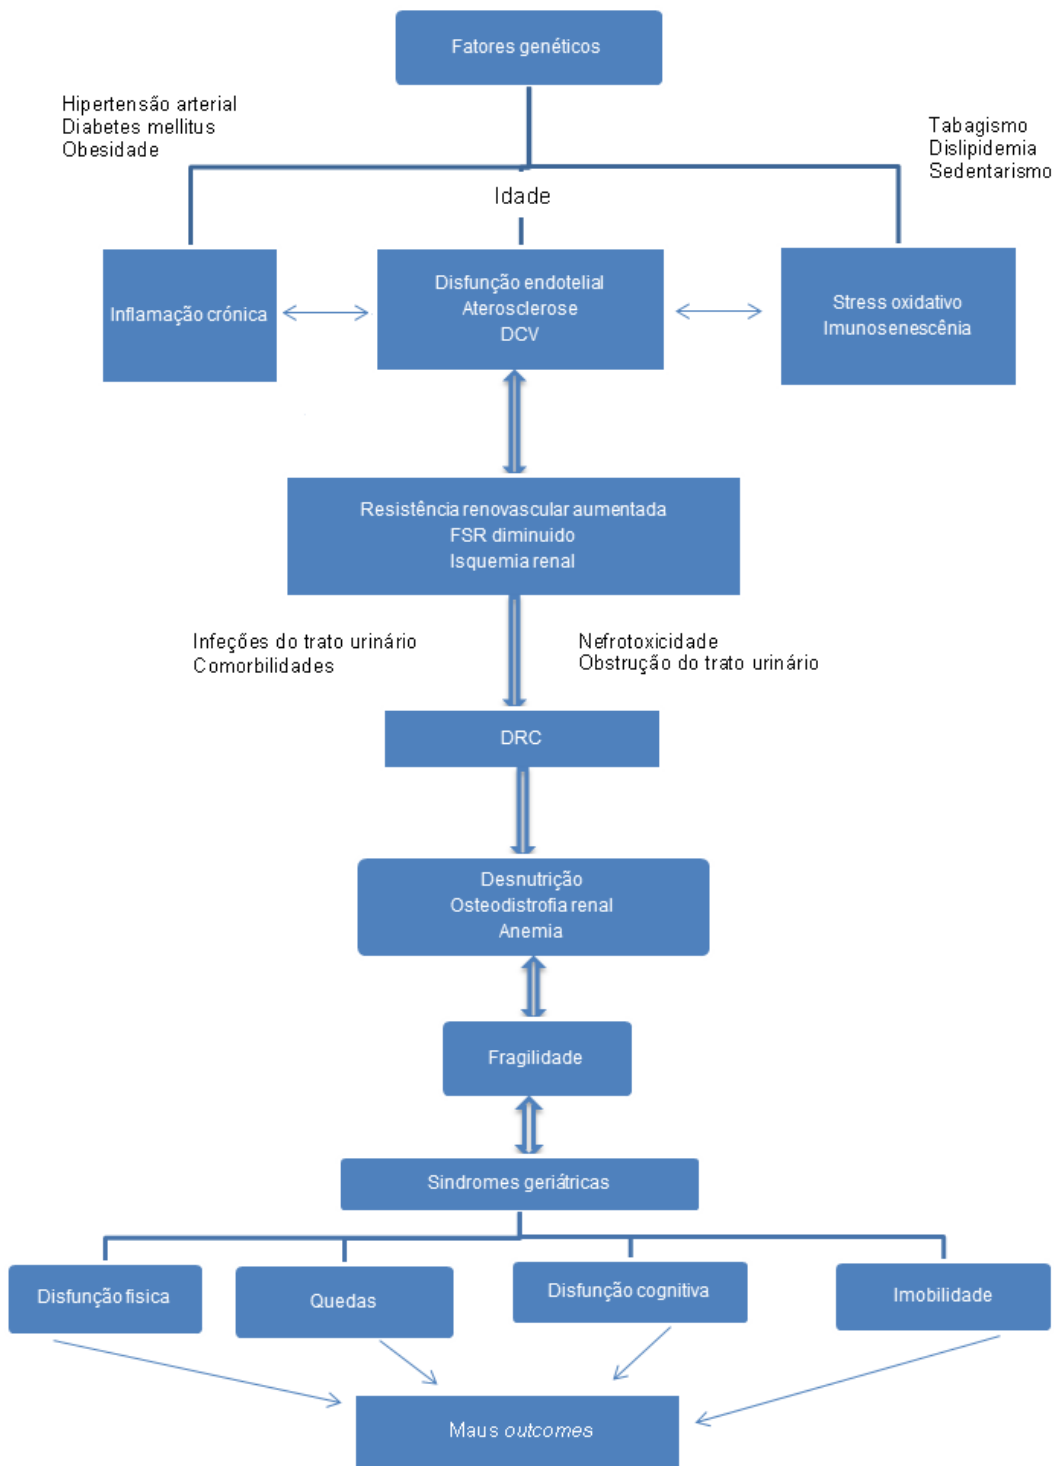 Fatores genéticos
Hipertensão arterial
Diabetes mellitus
Obesidade
Tabagismo
Dislipidemia
Sedentarismo
Idade
Inflamação crónica
Disfunção endotelial
Aterosclerose
DCV
Stress oxidativo
Imunosenescênia
Resistência renovascular aumentada
FSR diminuido
Isquemia renal
Infeções do trato urinário
Comorbilidades
Nefrotoxicidade
Obstrução do trato urinário
DRC
Desnutrição
Osteodistrofia renal
Anemia
Fragilidade
Sindromes geriátricas
Disfunção fisica
Quedas
Disfunção cognitiva
Imobilidade
Maus outcomes